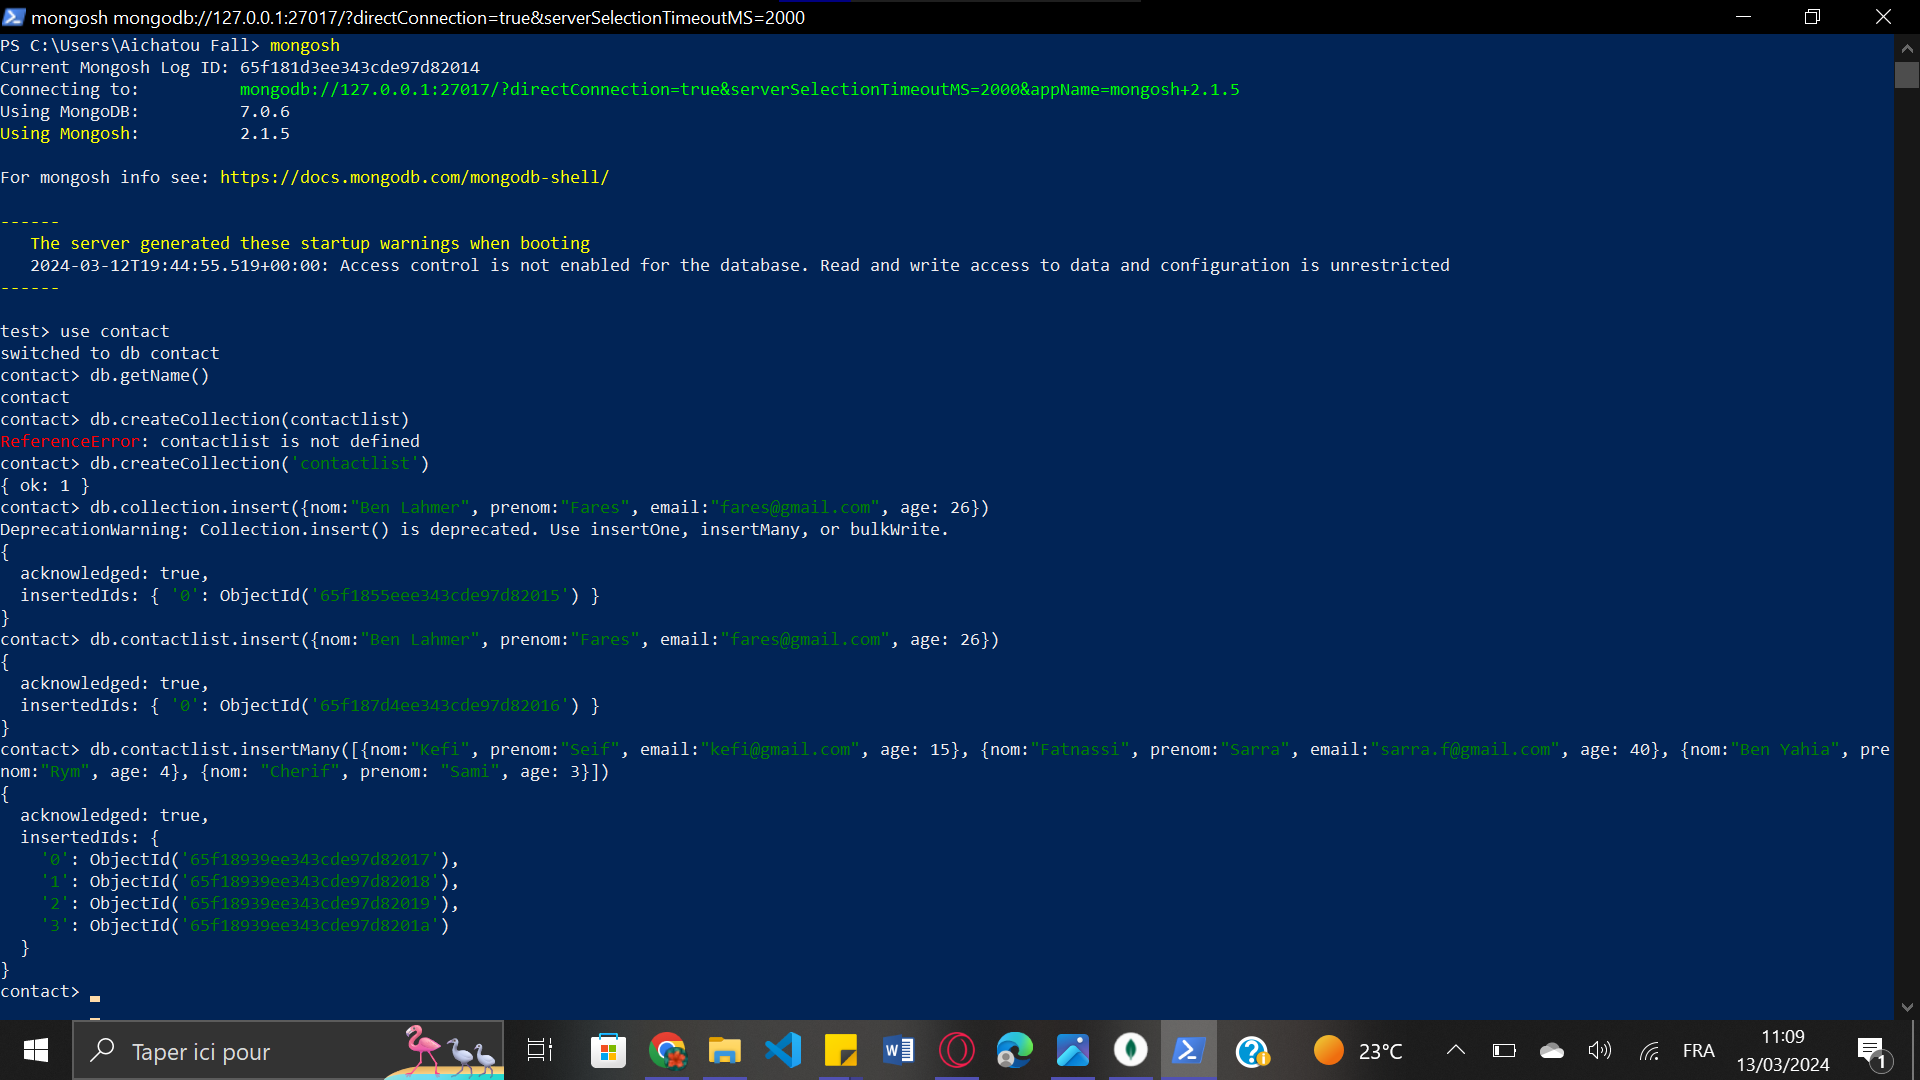 mongosh mongodb://127.0.0.1:27017/?directConnection=true&serverSelectionTimeoutMS=2000
PS C:\Users\Aichatou Fall> mongosh
Current Mongosh Log ID: 65f181d3ee343cde97d82014
Connecting to:          mongodb://127.0.0.1:27017/?directConnection=true&serverSelectionTimeoutMS=2000&appName=mongosh+2.1.5
Using MongoDB:          7.0.6
Using Mongosh:          2.1.5
For mongosh info see: https://docs.mongodb.com/mongodb-shell/
------
   The server generated these startup warnings when booting
   2024-03-12T19:44:55.519+00:00: Access control is not enabled for the database. Read and write access to data and configuration is unrestricted
------
test> use contact
switched to db contact
contact> db.getName()
contact
contact> db.createCollection(contactlist)
ReferenceError: contactlist is not defined
contact> db.createCollection('contactlist')
{ ok: 1 }
contact> db.collection.insert({nom:"Ben Lahmer", prenom:"Fares", email:"fares@gmail.com", age: 26})
DeprecationWarning: Collection.insert() is deprecated. Use insertOne, insertMany, or bulkWrite.
{
  acknowledged: true,
  insertedIds: { '0': ObjectId('65f1855eee343cde97d82015') }
}
contact> db.contactlist.insert({nom:"Ben Lahmer", prenom:"Fares", email:"fares@gmail.com", age: 26})
{
  acknowledged: true,
  insertedIds: { '0': ObjectId('65f187d4ee343cde97d82016') }
}
contact> db.contactlist.insertMany([{nom:"Kefi", prenom:"Seif", email:"kefi@gmail.com", age: 15}, {nom:"Fatnassi", prenom:"Sarra", email:"sarra.f@gmail.com", age: 40}, {nom:"Ben Yahia", pre
nom:"Rym", age: 4}, {nom: "Cherif", prenom: "Sami", age: 3}])
{
  acknowledged: true,
  insertedIds: {
    '0': ObjectId('65f18939ee343cde97d82017'),
    '1': ObjectId('65f18939ee343cde97d82018'),
    '2': ObjectId('65f18939ee343cde97d82019'),
    '3': ObjectId('65f18939ee343cde97d8201a')
  }
}
contact>
Taper ici pour
23°C
FRA
11:09
13/03/2024
1